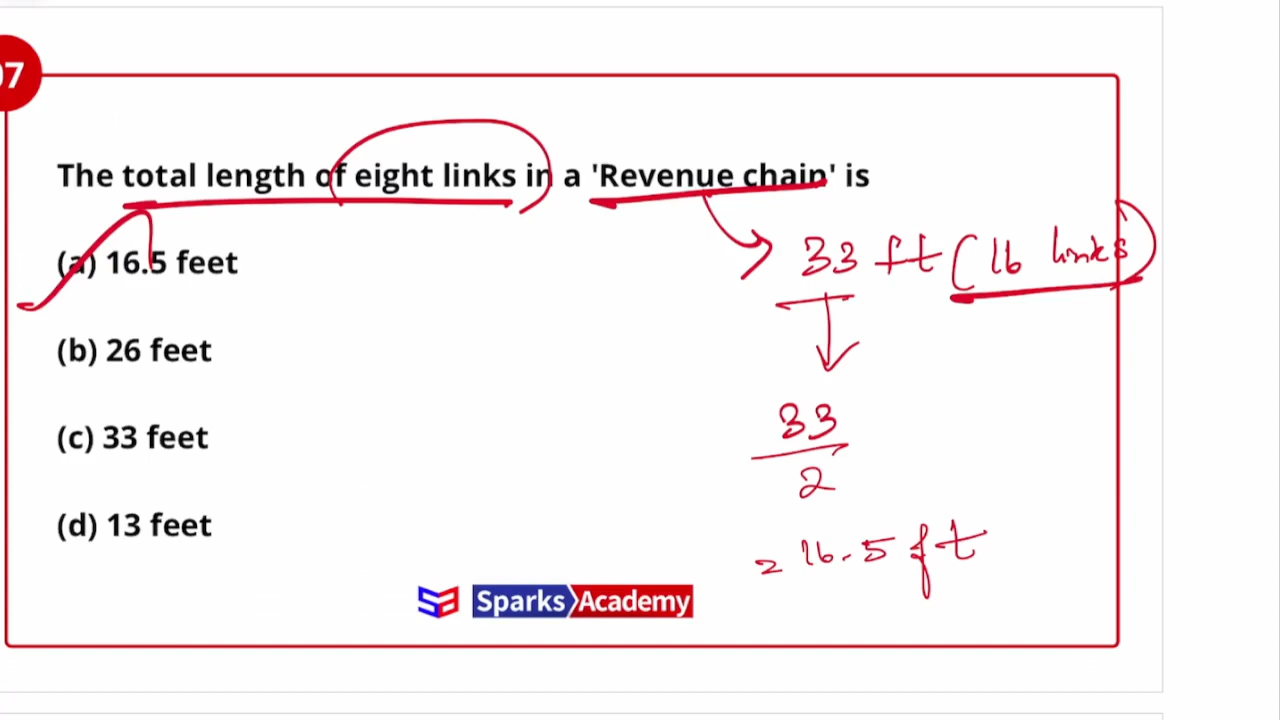 07
The total length of eight links in a 'Revenue chain' is
(a) 16.5 feet
33 ft (16 links)
(b) 26 feet
33
2
(c) 33 feet
(d) 13 feet
= 16.5 ft
Sparks Academy